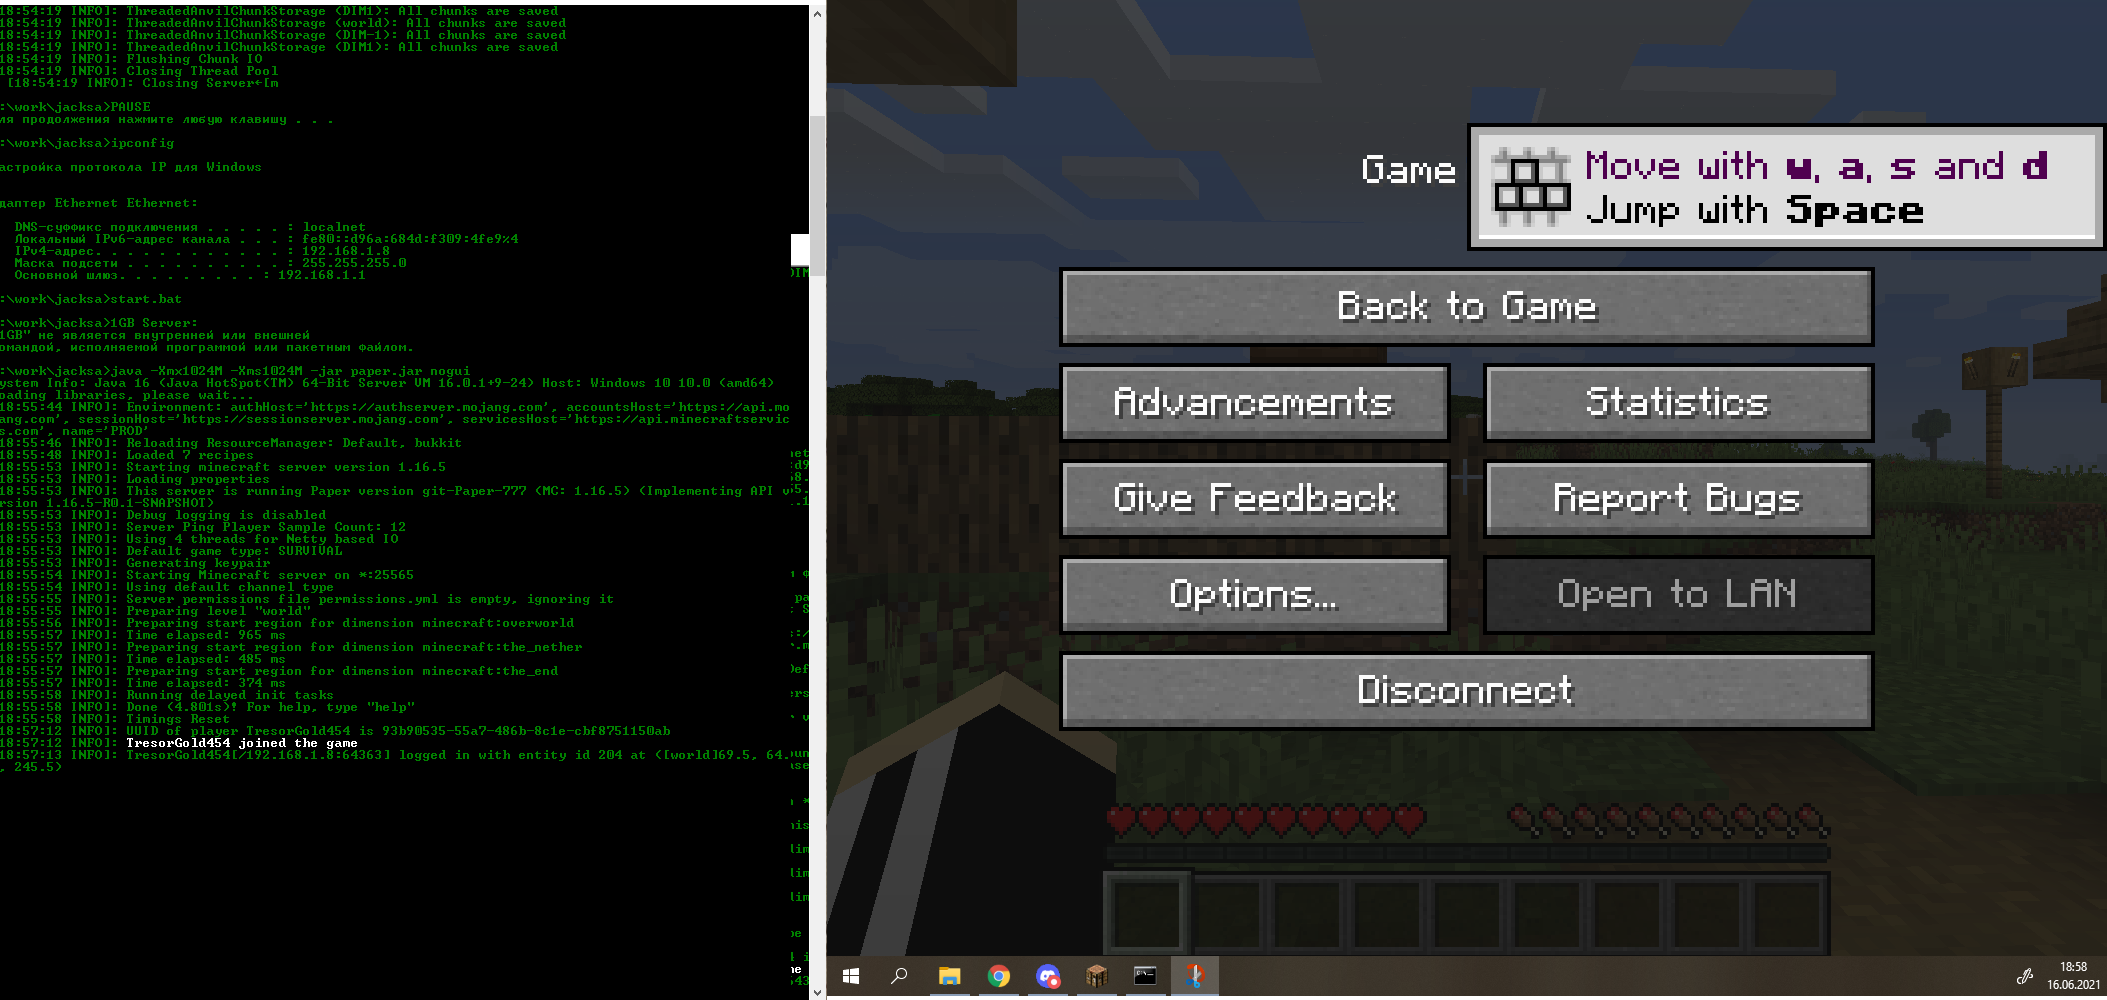 18:54:19 INFO]: ThreadedAnvilChunkStorage (DIM1): All chunks are saved
18:54:19 INFO]: ThreadedAnvilChunkStorage (world): All chunks are saved
18:54:19 INFO]: ThreadedAnvilChunkStorage (DIM-1): All chunks are saved
18:54:19 INFO]: ThreadedAnvilChunkStorage (DIM1): All chunks are saved
18:54:19 INFO]: Flushing Chunk IO
18:54:19 INFO]: Closing Thread Pool
[18:54:19 INFO]: Closing Server←[m
:\work\jacksa>PAUSE
ля продолжения нажмите любую клавишу . . .
:\work\jacksa>ipconfig
астройка протокола IP для Windows
даптер Ethernet Ethernet:
DNS-суффикс подключения . . . . . : localnet
Локальный IPv6-адрес канала . . . : fe80::d96a:684d:f309:4fe9%4
IPv4-адрес. . . . . . . . . . . . : 192.168.1.8
Маска подсети . . . . . . . . . . : 255.255.255.0
Основной шлюз. . . . . . . . . : 192.168.1.1
:\work\jacksa>start.bat
:\work\jacksa>1GB Server:
1GB" не является внутренней или внешней
омандой, исполняемой программой или пакетным файлом.
:\work\jacksa>java -Xmx1024M -Xms1024M -jar paper.jar nogui
ystem Info: Java 16 (Java HotSpot(TM) 64-Bit Server VM 16.0.1+9-24) Host: Windows 10 10.0 (amd64)
oading libraries, please wait...
18:55:44 INFO]: Environment: authHost='https://authserver.mojang.com', accountsHost='https://api.mo
ang.com', sessionHost='https://sessionserver.mojang.com', servicesHost='https://api.minecraftservic
s.com', name='PROD'
18:55:46 INFO]: Reloading ResourceManager: Default, bukkit
18:55:48 INFO]: Loaded 7 recipes
18:55:53 INFO]: Starting minecraft server version 1.16.5
18:55:53 INFO]: Loading properties
18:55:53 INFO]: This server is running Paper version git-Paper-777 (MC: 1.16.5) (Implementing API v
rsion 1.16.5-R0.1-SNAPSHOT)
18:55:53 INFO]: Debug logging is disabled
18:55:53 INFO]: Server Ping Player Sample Count: 12
18:55:53 INFO]: Using 4 threads for Netty based IO
18:55:53 INFO]: Default game type: SURVIVAL
18:55:53 INFO]: Generating keypair
18:55:54 INFO]: Starting Minecraft server on *:25565
18:55:54 INFO]: Using default channel type
18:55:55 INFO]: Server permissions file permissions.yml is empty, ignoring it
18:55:55 INFO]: Preparing level "world"
18:55:56 INFO]: Preparing start region for dimension minecraft:overworld
18:55:57 INFO]: Time elapsed: 965 ms
18:55:57 INFO]: Preparing start region for dimension minecraft:the_nether
18:55:57 INFO]: Time elapsed: 485 ms
18:55:57 INFO]: Preparing start region for dimension minecraft:the_end
18:55:57 INFO]: Time elapsed: 374 ms
18:55:58 INFO]: Running delayed init tasks
18:55:58 INFO]: Done (4.801s)! For help, type "help"
18:55:58 INFO]: Timings Reset
18:57:12 INFO]: UUID of player TresorGold454 is 93b90535-55a7-486b-8c1e-cbf8751150ab
18:57:12 INFO]: TresorGold454 joined the game
18:57:13 INFO]: TresorGold454[/192.168.1.8:64363] logged in with entity id 204 at ([world]69.5, 64.
, 245.5)
Game
Move with w, a, s and d
Jump with Space
Back to Game
Advancements
Statistics
Give Feedback
Report Bugs
Options...
Open to LAN
Disconnect
18:58
16.06.2021